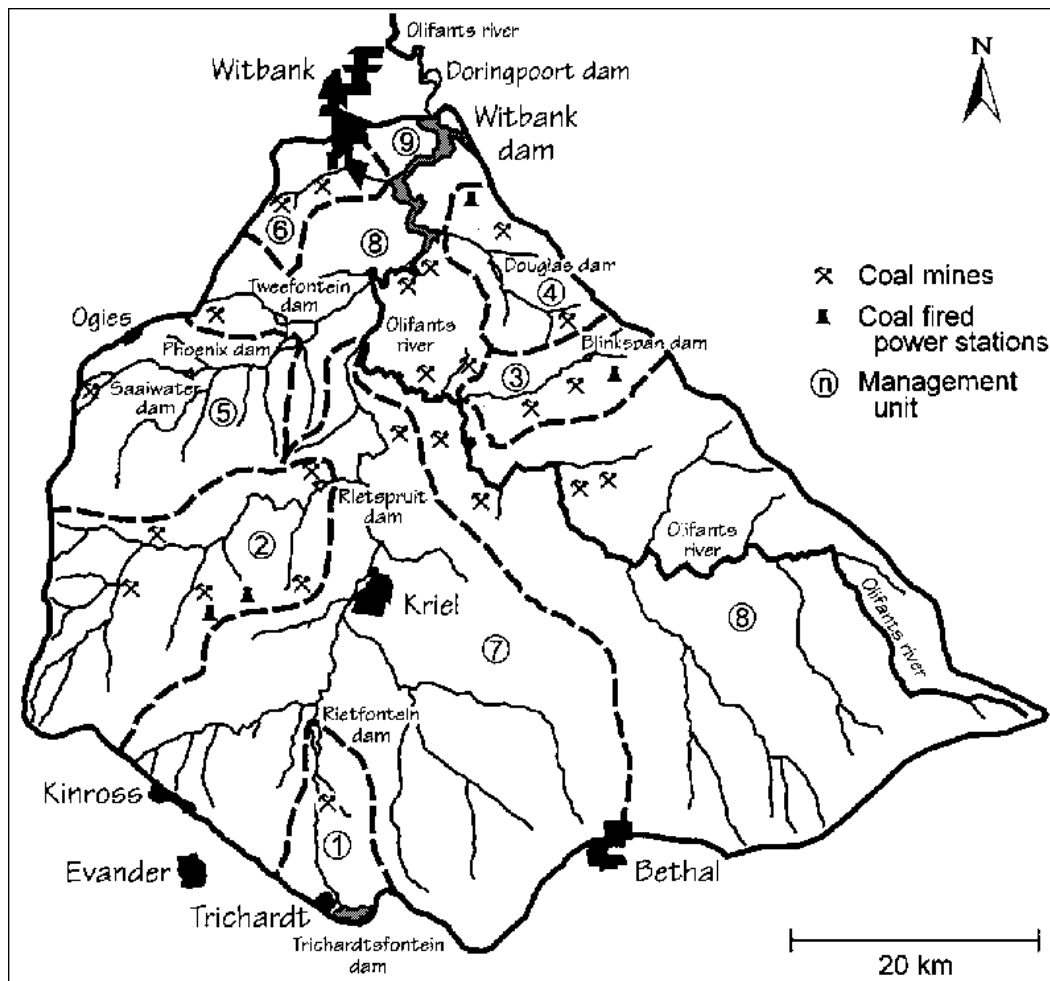 Olifants river
Witbank
Doringpoort dam
N
Witbank
dam
9
6
8
Douglas dam
4
Tweefontein
dam
Ogies
Olifants
river
Phoenix dam
Blinkspan dam
3
Saaiwater
dam
5
Coal mines
Coal fired
power stations
n Management
unit
Rietspruit
dam
2
Olifants
river
Kriel
7
8
Olifants river
Rietfontein
dam
Kinross
1
Evander
Bethal
Trichardt
Trichardtsfontein
dam
20 km